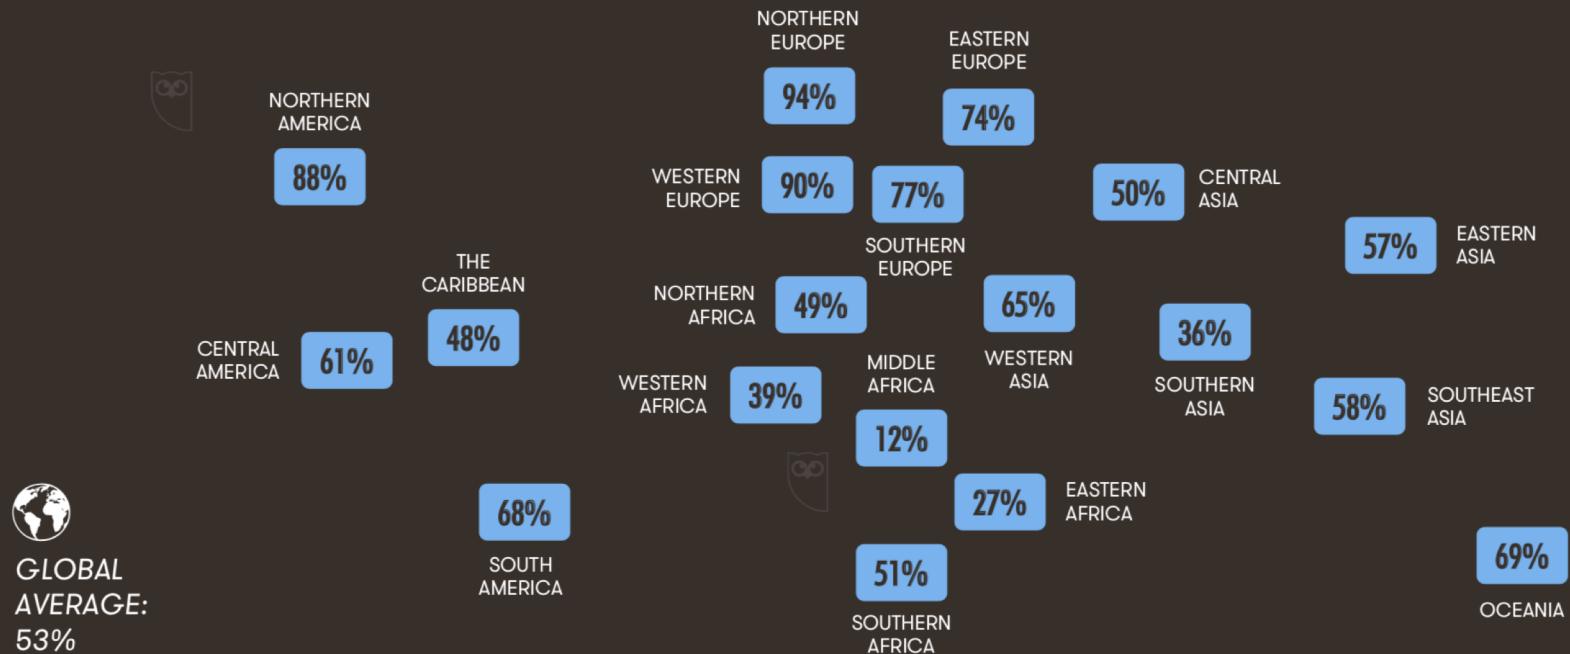 NORTHERN
EUROPE
94%
EASTERN
EUROPE
74%
NORTHERN
AMERICA
88%
WESTERN
EUROPE
90%
77%
SOUTHERN
EUROPE
50%
CENTRAL
ASIA
57%
EASTERN
ASIA
THE
CARIBBEAN
48%
NORTHERN
AFRICA
49%
65%
WESTERN
ASIA
36%
SOUTHERN
ASIA
CENTRAL
AMERICA
61%
WESTERN
AFRICA
39%
MIDDLE
AFRICA
12%
58%
SOUTHEAST
ASIA
27%
EASTERN
AFRICA
68%
SOUTH
AMERICA
51%
SOUTHERN
AFRICA
69%
OCEANIA
GLOBAL
AVERAGE:
53%